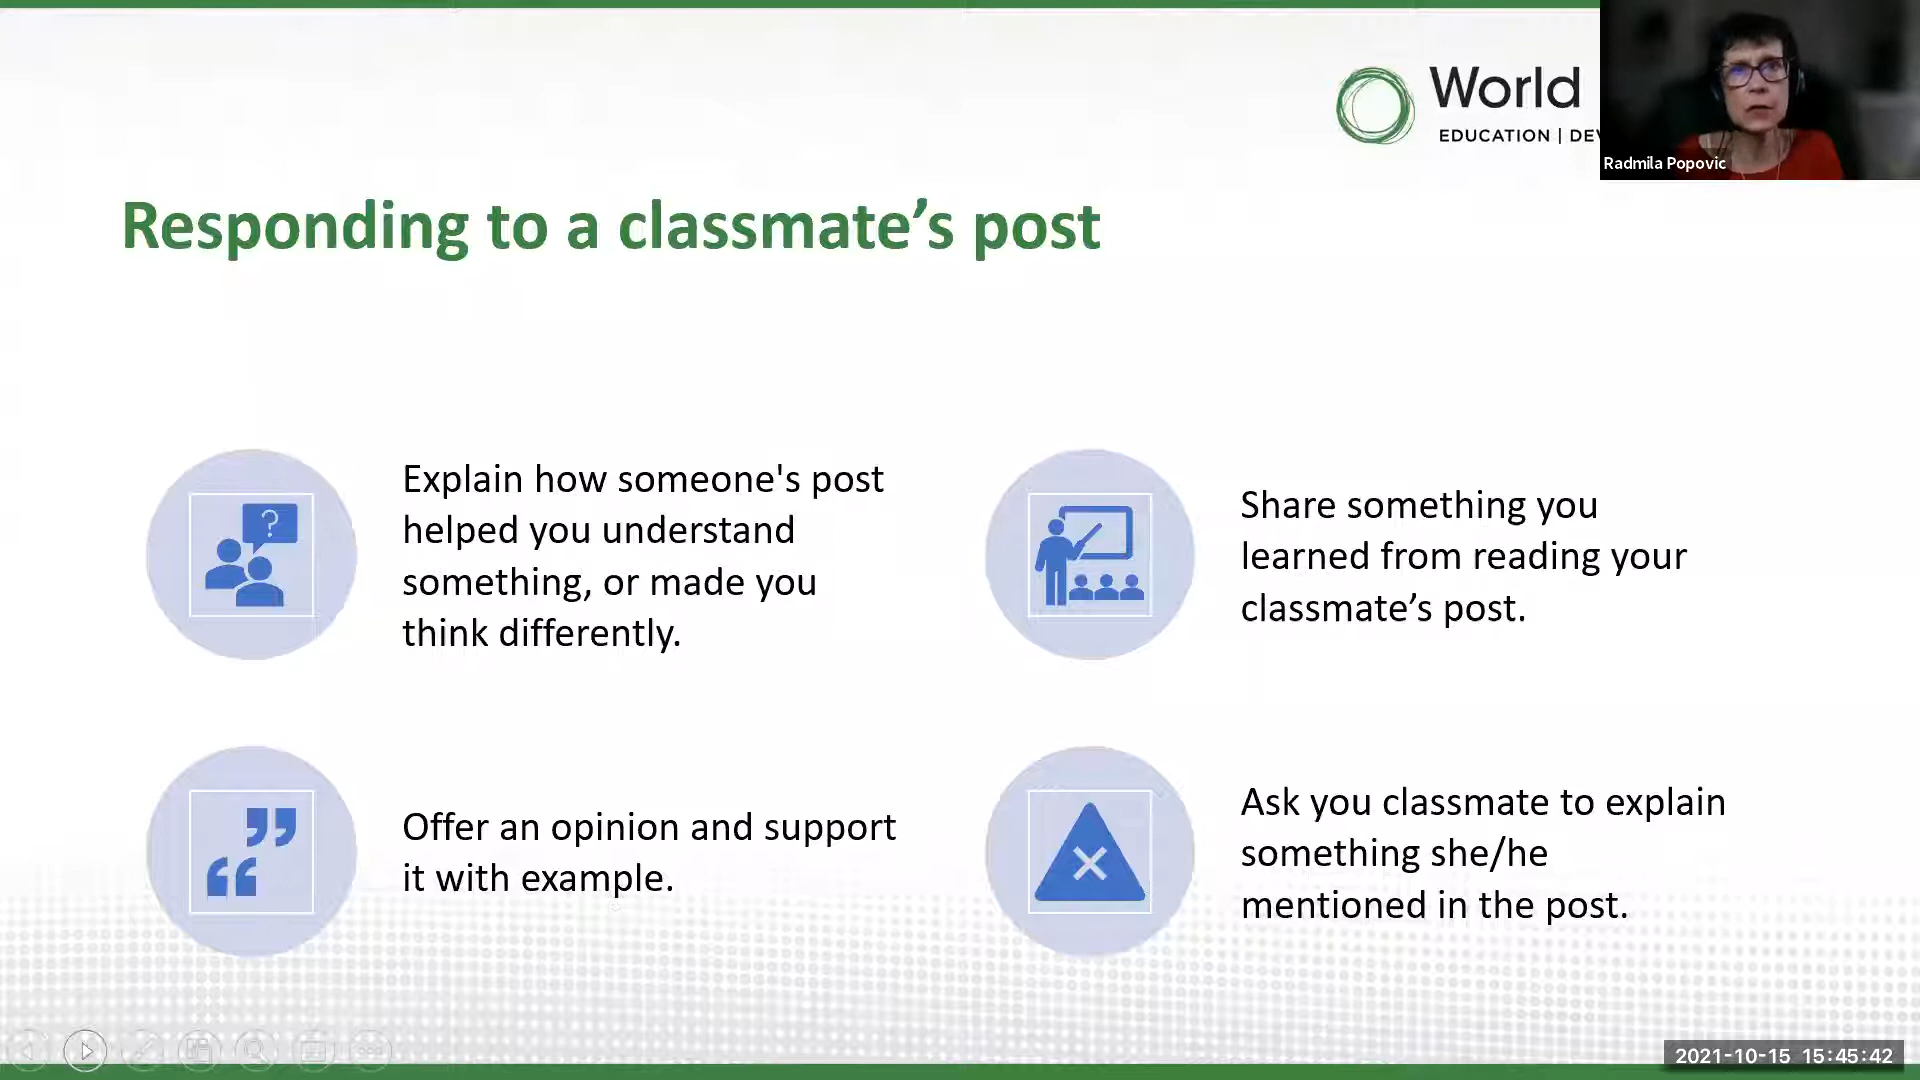 World
EDUCATION | DEV
Radmila Popovic
Responding to a classmate’s post
Explain how someone's post
helped you understand
something, or made you
think differently.
Share something you
learned from reading your
classmate’s post.
?
Offer an opinion and support
it with example.
Ask you classmate to explain
something she/he
mentioned in the post.
2021-10-15 15:45:42